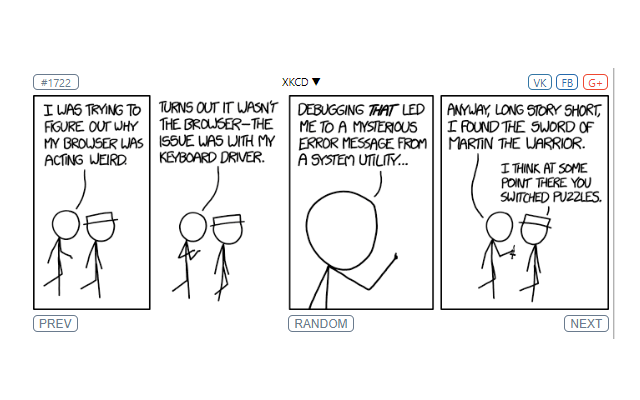 #1722
XKCD ▼
VK
FB
G+
I WAS TRYING TO
FIGURE OUT WHY
MY BROWSER WAS
ACTING WEIRD.
TURNS OUT IT WASN'T
THE BROWSER—THE
ISSUE WAS WITH MY
KEYBOARD DRIVER.
DEBUGGING THAT LED
ME TO A MYSTERIOUS
ERROR MESSAGE FROM
A SYSTEM UTILITY...
ANYWAY, LONG STORY SHORT,
I FOUND THE SWORD OF
MARTIN THE WARRIOR.
I THINK AT SOME
POINT THERE YOU
SWITCHED PUZZLES.
PREV
RANDOM
NEXT